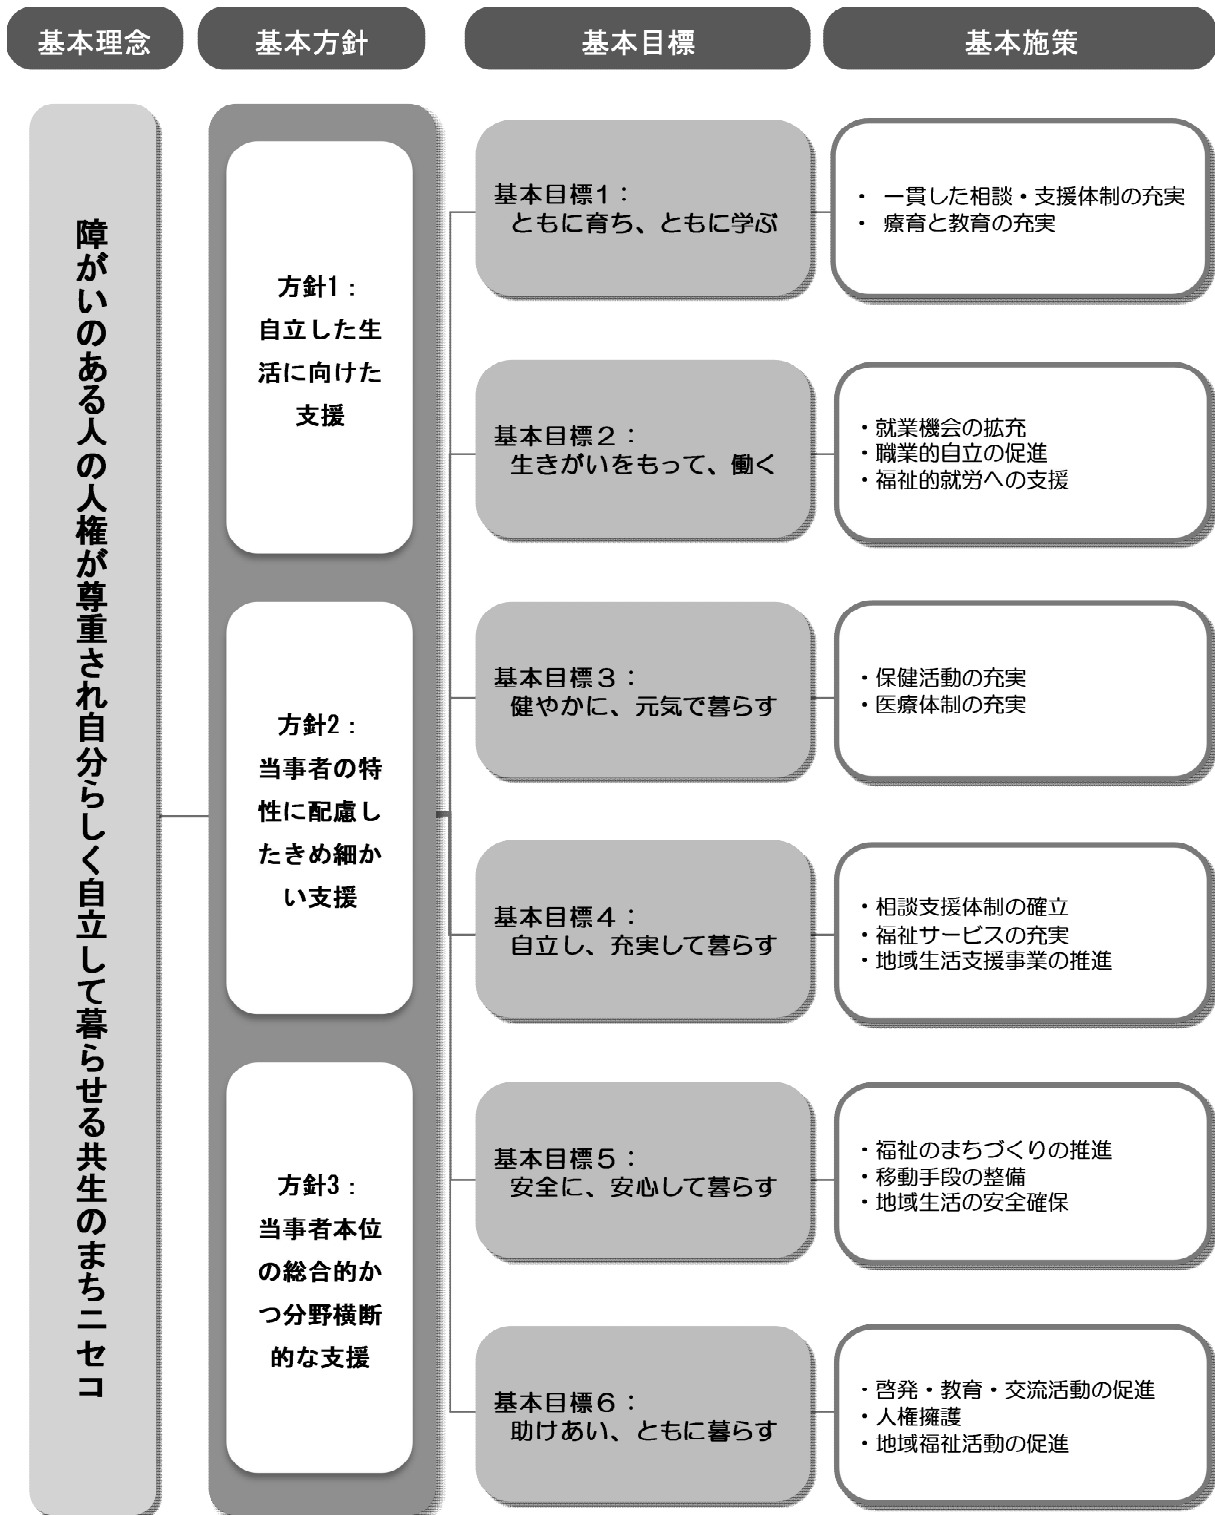 基本理念
基本方針
基本目標
基本施策
障がいのある人の人権が尊重され自分らしく自立して暮らせる共生のまちニセコ
方針1：
自立した生
活に向けた
支援
方針2：
当事者の特
性に配慮し
たきめ細か
い支援
方針3：
当事者本位
の総合的か
つ分野横断
的な支援
基本目標１：
ともに育ち、ともに学ぶ
・ 一貫した相談・支援体制の充実
・ 療育と教育の充実
基本目標２：
生きがいをもって、働く
・就業機会の拡充
・職業的自立の促進
・福祉的就労への支援
基本目標３：
健やかに、元気で暮らす
・保健活動の充実
・医療体制の充実
基本目標４：
自立し、充実して暮らす
・相談支援体制の確立
・福祉サービスの充実
・地域生活支援事業の推進
基本目標５：
安全に、安心して暮らす
・福祉のまちづくりの推進
・移動手段の整備
・地域生活の安全確保
基本目標６：
助けあい、ともに暮らす
・啓発・教育・交流活動の促進
・人権擁護
・地域福祉活動の促進